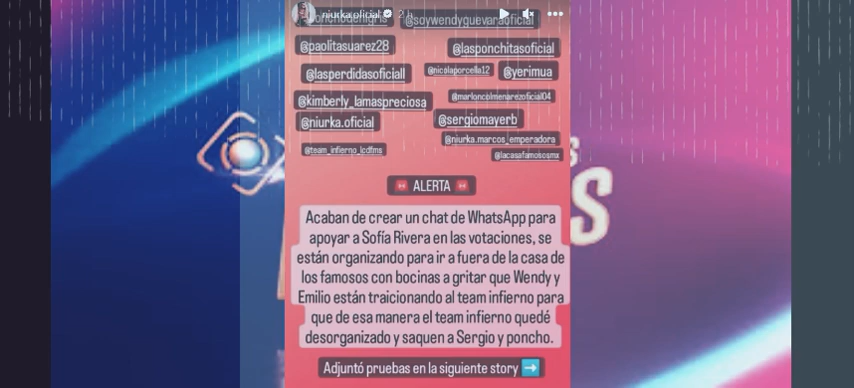 niurka.oficial 2 h
@soywendyguevaraoficial
@paolitasuarez28
@lasponchitasoficial
@lasperdidasoficiall
@nicolaporcella12
@yerimua
@kimberly_lamaspreciosa
@marloncolmenarezoficial04
@niurka.oficial
@sergiomayerb
@niurka.marcos_emperadora
@team_infierno_lcdlfms
@lacasafamososmx
ALERTA
Acaban de crear un chat de WhatsApp para
apoyar a Sofía Rivera en las votaciones, se
están organizando para ir a fuera de la casa de
los famosos con bocinas a gritar que Wendy y
Emilio están traicionando al team infierno para
que de esa manera el team infierno quedé
desorganizado y saquen a Sergio y poncho.
Adjuntó pruebas en la siguiente story